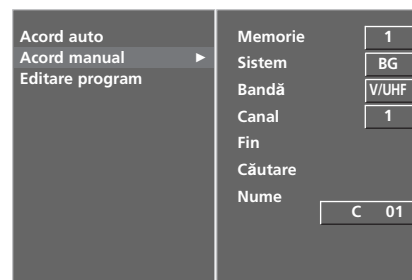 Acord auto
Acord manual ►
Editare program
Memorie 1
Sistem BG
Bandă V/UHF
Canal 1
Fin
Căutare
Nume
C 01